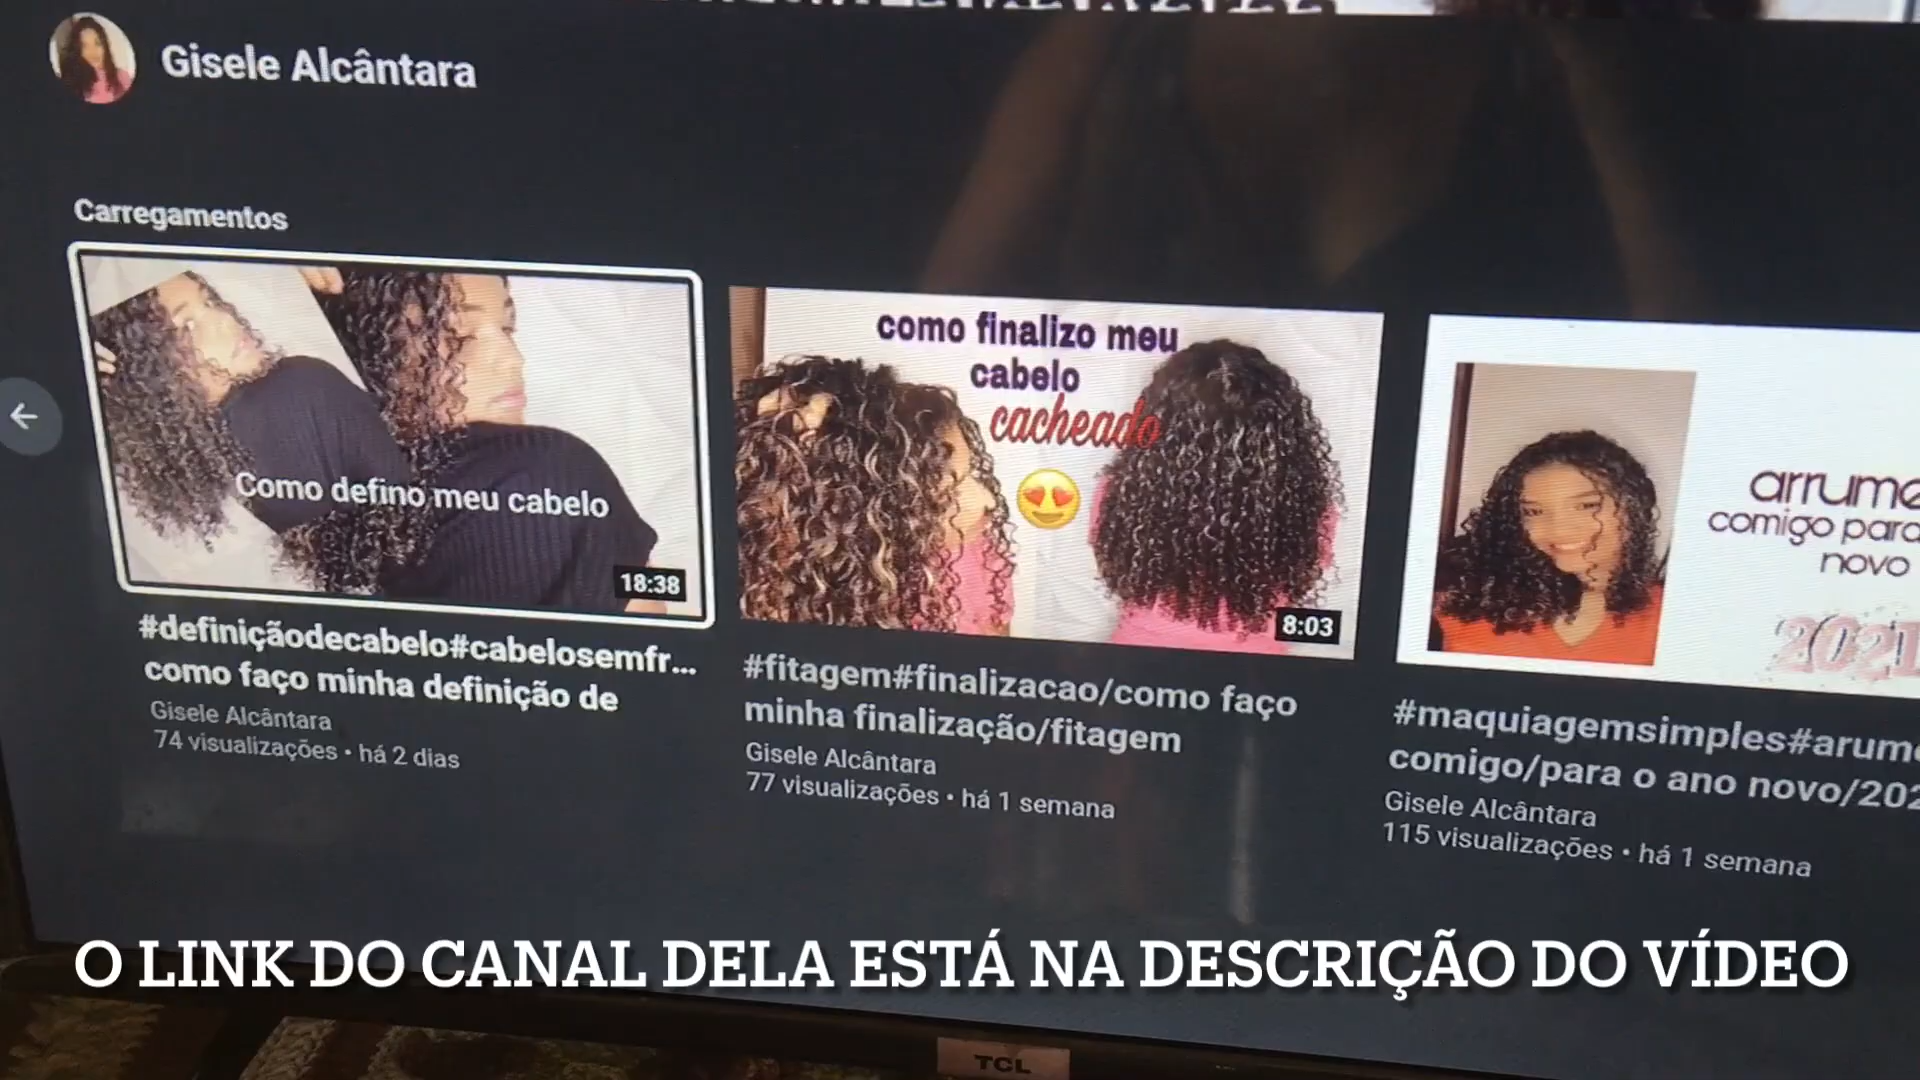 Gisele Alcântara
Carregamentos
Como defino meu cabelo
18:38
#definiçãodecabelo#cabelosemfr...
como faço minha definição de
Gisele Alcântara
74 visualizações • há 2 dias
como finalizo meu
cabelo
cacheado
8:03
#fitagem#finalizacao/como faço
minha finalização/fitagem
Gisele Alcântara
77 visualizações • há 1 semana
arrume
comigo para
novo
2021
#maquiagemsimples#arume
comigo/para o ano novo/202
Gisele Alcântara
115 visualizações • há 1 semana
O LINK DO CANAL DELA ESTÁ NA DESCRIÇÃO DO VÍDEO
TCL